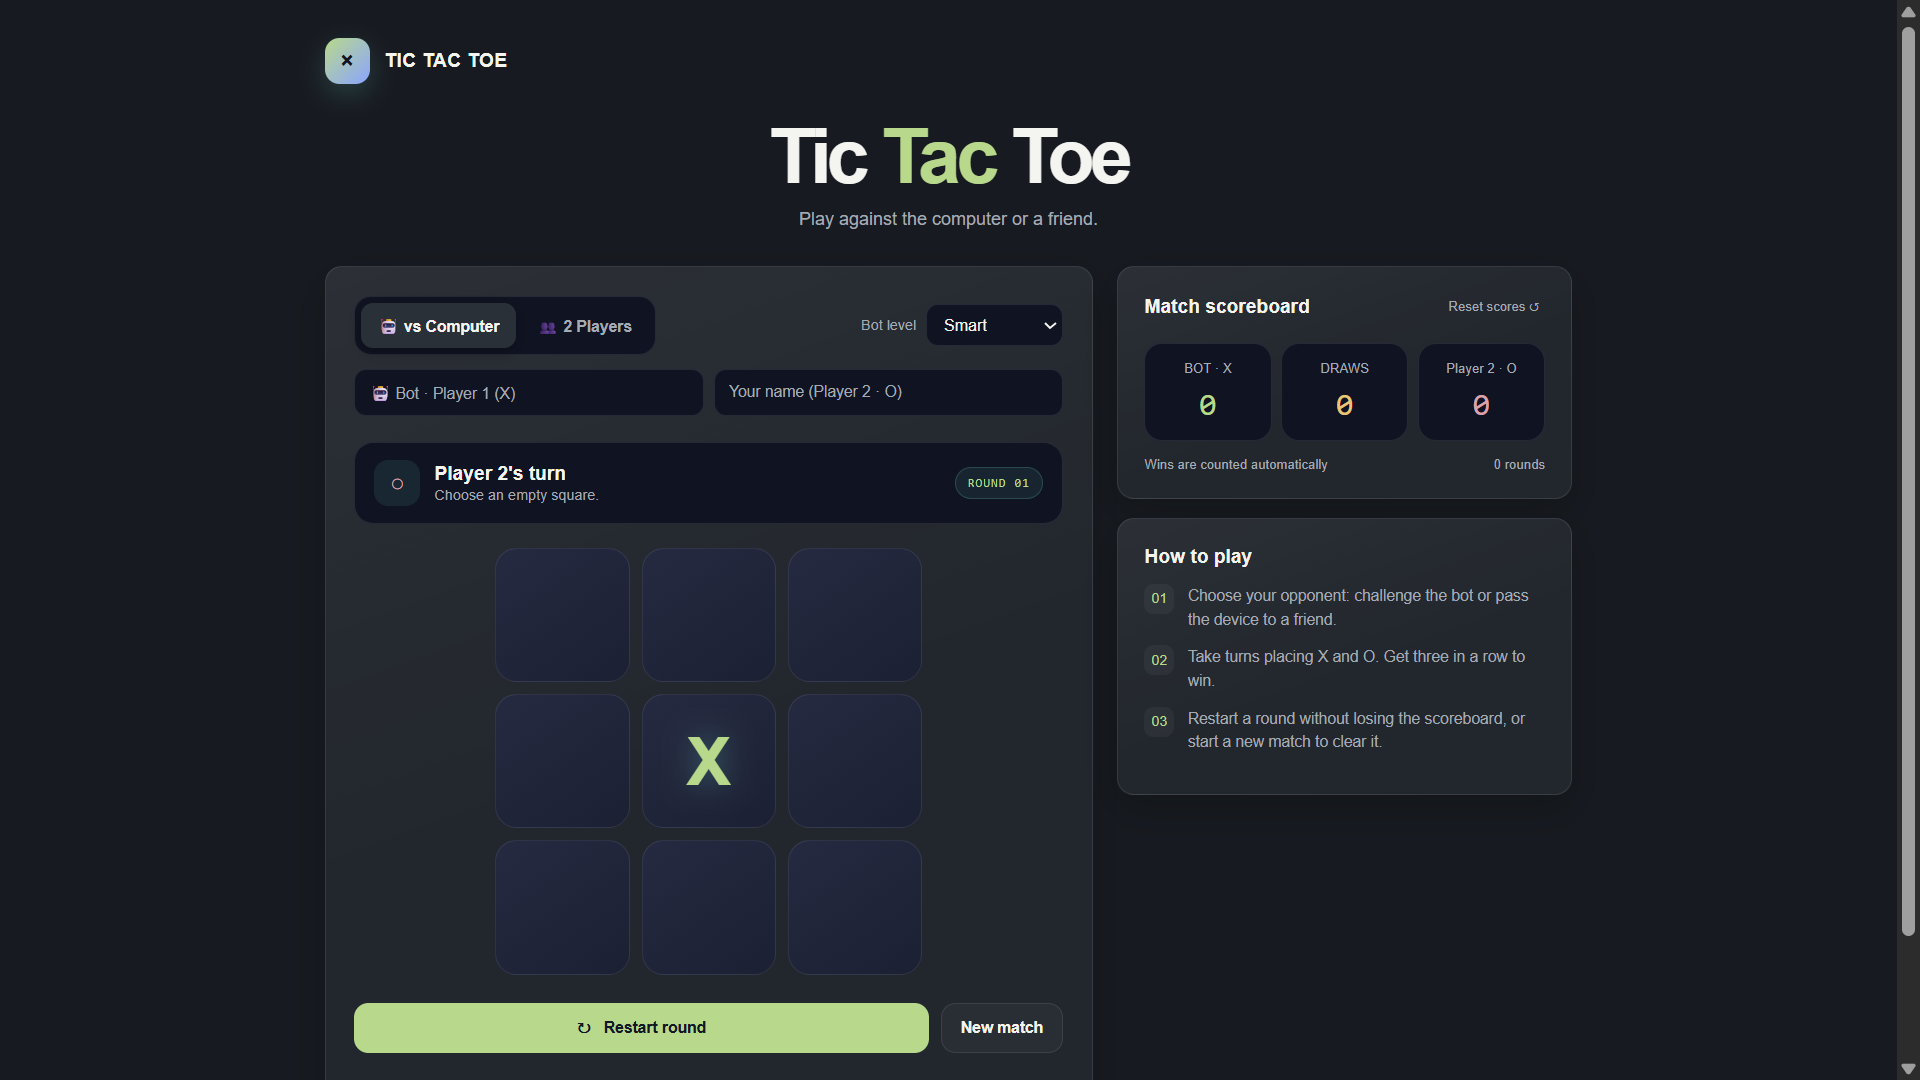 ×
TIC TAC TOE
Tic Tac Toe
Play against the computer or a friend.
vs Computer
2 Players
Bot level
Smart
Bot · Player 1 (X)
Your name (Player 2 · O)
○
Player 2's turn
Choose an empty square.
ROUND 01
X
↻ Restart round
New match
Match scoreboard
Reset scores ↺
BOT · X
DRAWS
Player 2 · O
0
0
0
Wins are counted automatically
0 rounds
How to play
01
Choose your opponent: challenge the bot or pass
the device to a friend.
02
Take turns placing X and O. Get three in a row to
win.
03
Restart a round without losing the scoreboard, or
start a new match to clear it.